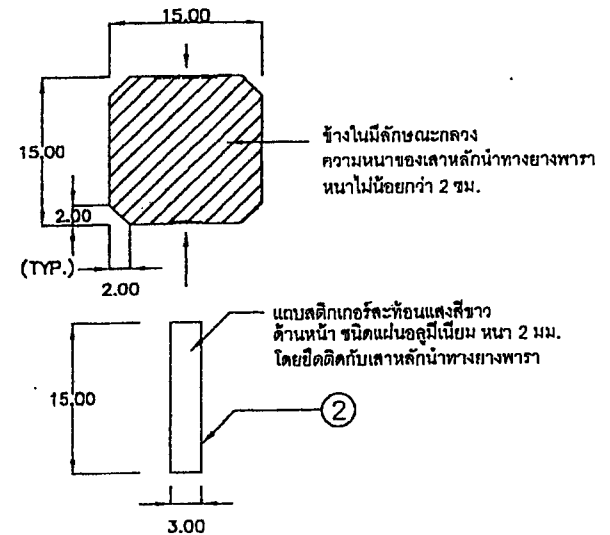 15.00
ข้างในมีลักษณะกลวง
ความหนาของเสาหลักนำทางยางพารา
หนาไม่น้อยกว่า 2 ซม.
15.00
2.00
(TYP.)
2.00
แถบสติกเกอร์สะท้อนแสงสีขาว
ด้านหน้า ชนิดแผ่นอลูมิเนียม หนา 2 มม.
โดยยึดติดกับเสาหลักนำทางยางพารา
15.00
2
3.00